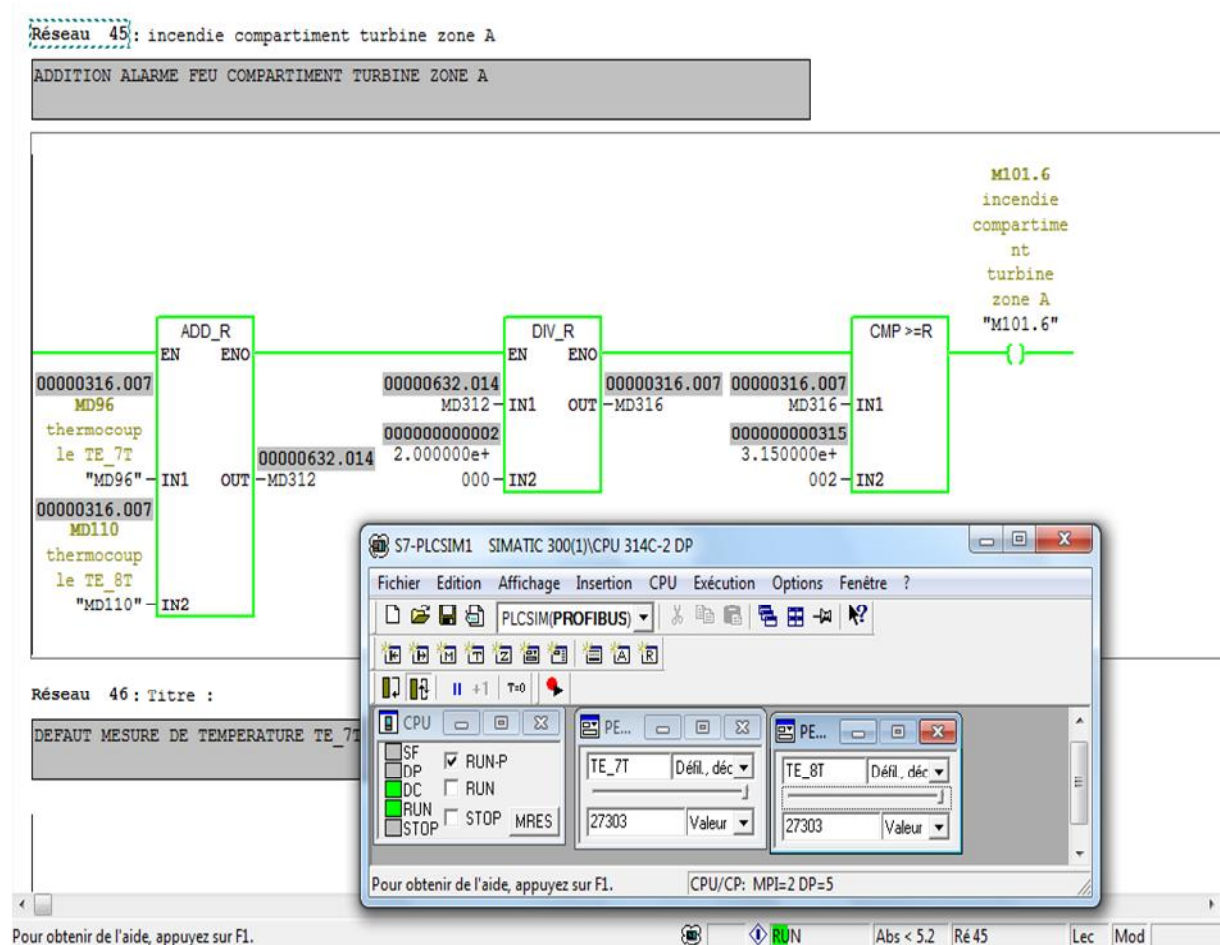 Réseau 45 : incendie compartiment turbine zone A
ADDITION ALARME FEU COMPARTIMENT TURBINE ZONE A
M101.6
incendie
compartime
nt
turbine
zone A
"M101.6"
ADD_R
EN ENO
00000316.007
MD96
thermocoup
le TE_7T
"MD96" IN1
00000632.014
OUT MD312
00000316.007
MD110
thermocoup
le TE_8T
"MD110" IN2
DIV_R
EN ENO
00000632.014
MD312 IN1
00000316.007
OUT MD316
000000000002
2.000000e+
000 IN2
CMP >=R
00000316.007
MD316 IN1
000000000315
3.150000e+
002 IN2
( )
Réseau 46 : Titre :
DEFAUT MESURE DE TEMPERATURE TE_7T
S7-PLCSIM1 SIMATIC 300(1)\CPU 314C-2 DP
Fichier Edition Affichage Insertion CPU Exécution Options Fenêtre ?
PLCSIM(PROFIBUS)
+1 T=0
CPU
SF
DP
DC
RUN
STOP
RUN-P
RUN
STOP MRES
PE...
TE_7T Défil., déc
27303 Valeur
PE...
TE_8T Défil., déc
27303 Valeur
Pour obtenir de l'aide, appuyez sur F1. CPU/CP: MPI=2 DP=5
Pour obtenir de l'aide, appuyez sur F1. RUN Abs < 5.2 Ré 45 Lec Mod